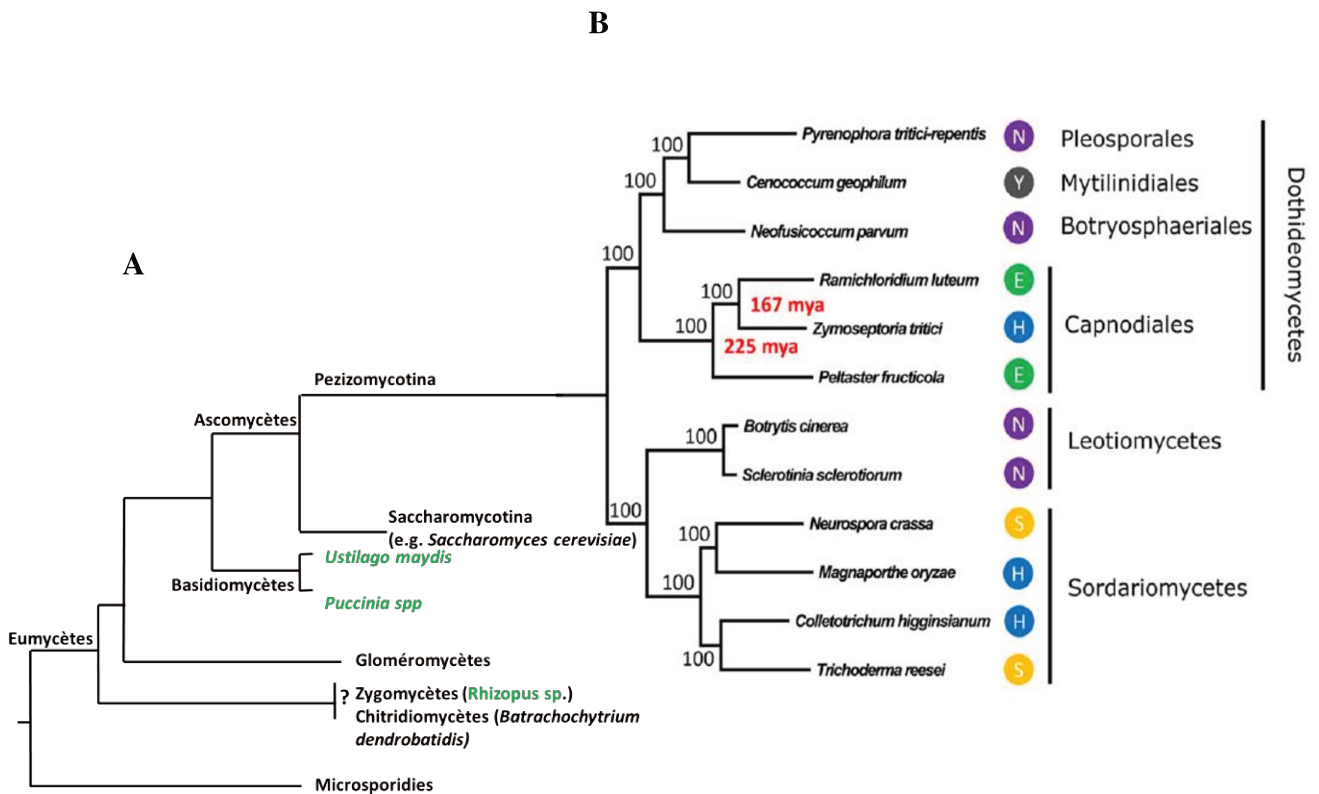 B
A
100
Pyrenophora tritici-repentis N Pleosporales
100
Cenococcum geophilum Y Mytilinidiales
Neofusicoccum parvum N Botryosphaeriales
100
Dothideomycetes
100
Ramichloridium luteum E
167 mya
100
Zymoseptoria tritici H Capnodiales
225 mya
Peltaster fructicola E
Pezizomycotina
Ascomycètes
100
Botrytis cinerea N
Leotiomycetes
Sclerotinia sclerotiorum N
100
Saccharomycotina
(e.g. Saccharomyces cerevisiae)
100
Neurospora crassa S
Magnaporthe oryzae H
100
Sordariomycetes
Colletotrichum higginsianum H
100
Trichoderma reesei S
Ustilago maydis
Basidiomycètes
Puccinia spp
Eumycètes
Gloméromycètes
? Zygomycètes (Rhizopus sp.)
Chitridiomycètes (Batrachochytrium
dendrobatidis)
Microsporidies